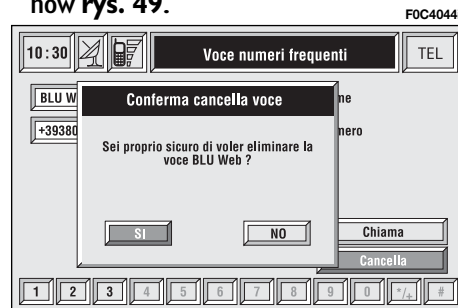 now rys. 49.
F0C4044
10:30 Voce numeri frequenti TEL
BLU W
Conferma cancella voce
me
+39380
mero
Sei proprio sicuro di voler eliminare la
voce BLU Web ?
SI NO
Chiama
Cancella
1 2 3 4 5 6 7 8 9 0 */+ #